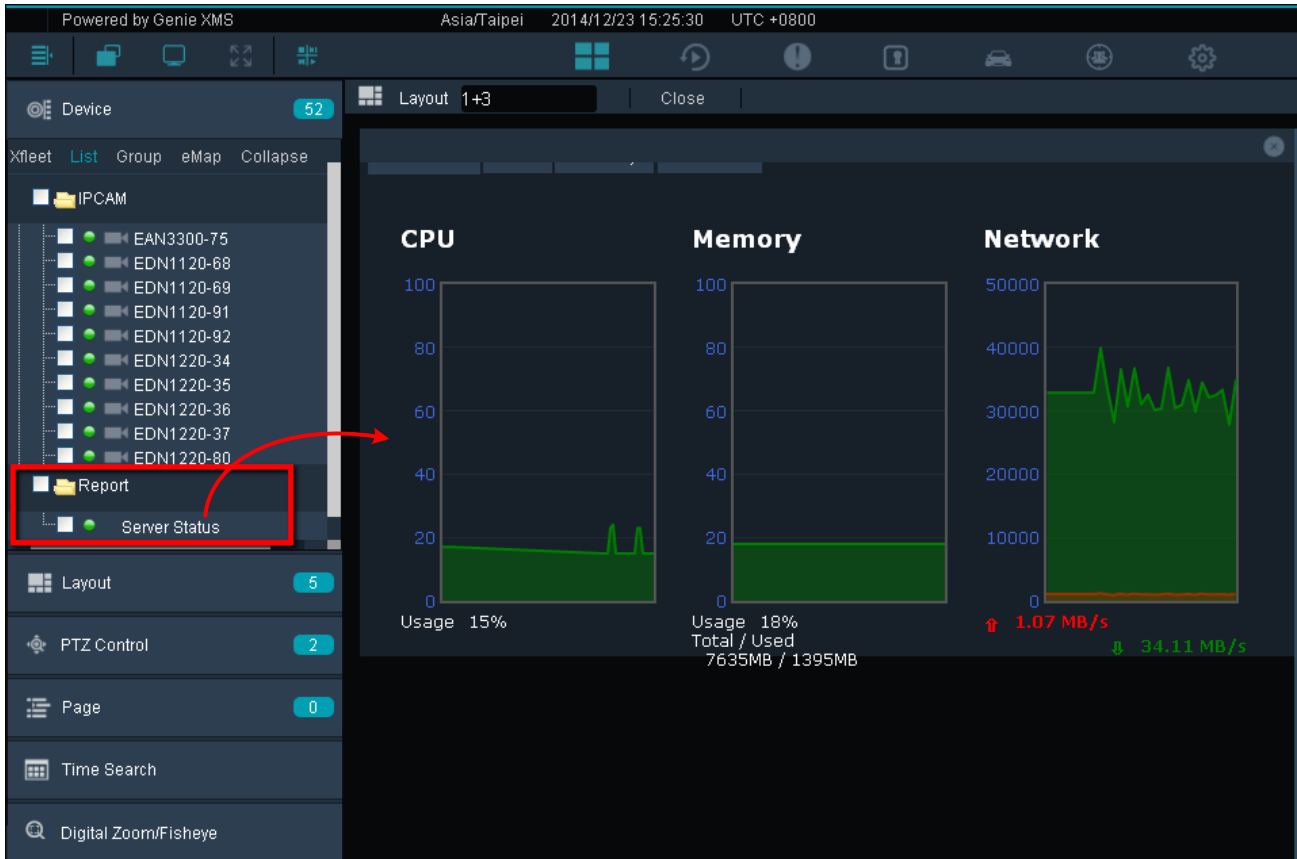 Powered by Genie XMS Asia/Taipei 2014/12/23 15:25:30 UTC +0800
Device 52
Layout 1+3 Close
Xfleet List Group eMap Collapse
IPCAM
EAN3300-75
EDN1120-68
EDN1120-69
EDN1120-91
EDN1120-92
EDN1220-34
EDN1220-35
EDN1220-36
EDN1220-37
EDN1220-80
Report
Server Status
Layout 5
PTZ Control 2
Page 0
Time Search
Digital Zoom/Fisheye
CPU
100
80
60
40
20
0
Usage 15%
Memory
100
80
60
40
20
0
Usage 18%
Total / Used
7635MB / 1395MB
Network
50000
40000
30000
20000
10000
0
1.07 MB/s
34.11 MB/s